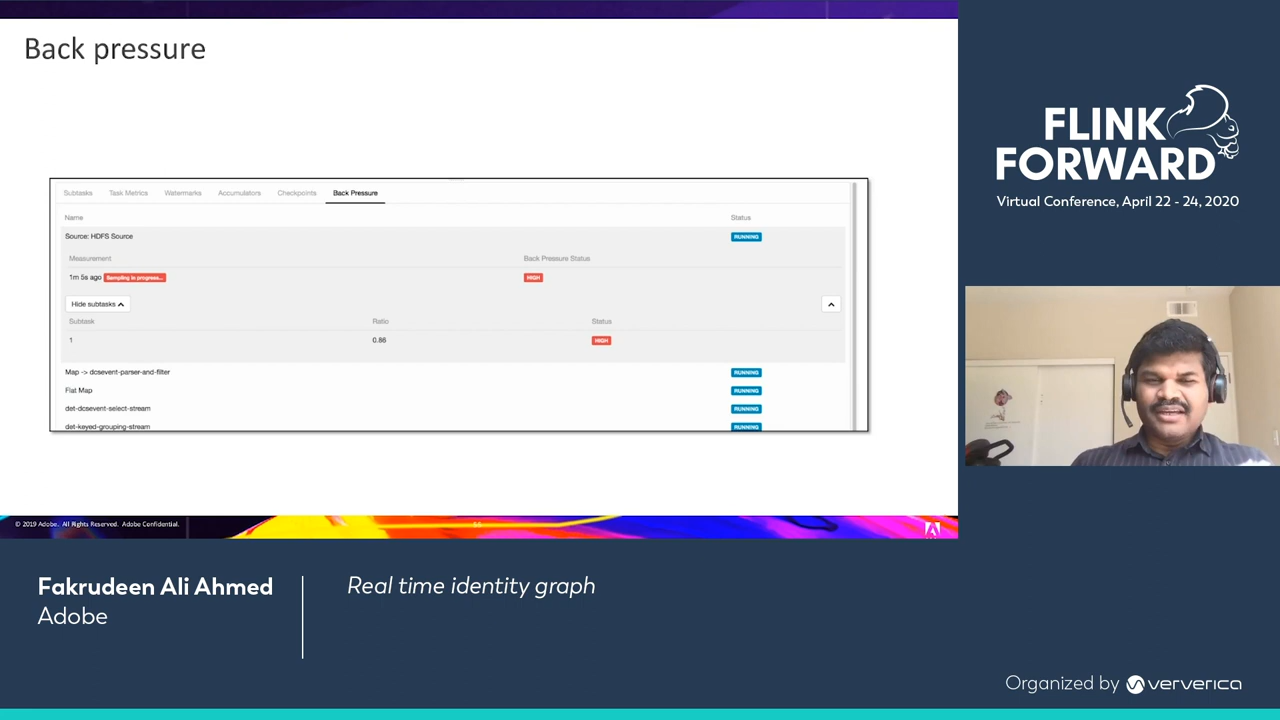 Back pressure
Subtasks Task Metrics Watermarks Accumulators Checkpoints Back Pressure
Name Status
Source: HDFS Source RUNNING
Measurement Back Pressure Status
1m 5s ago Sampling in progress... HIGH
Hide subtasks
Subtask Ratio Status
1 0.86 HIGH
Map -> dcsevent-parser-and-filter RUNNING
Flat Map RUNNING
det-dcsevent-select-stream RUNNING
det-keyed-grouping-stream RUNNING
© 2019 Adobe. All Rights Reserved. Adobe Confidential.
FLINK
FORWARD
Virtual Conference, April 22 - 24, 2020
Fakrudeen Ali Ahmed
Adobe
Real time identity graph
Organized by ververica